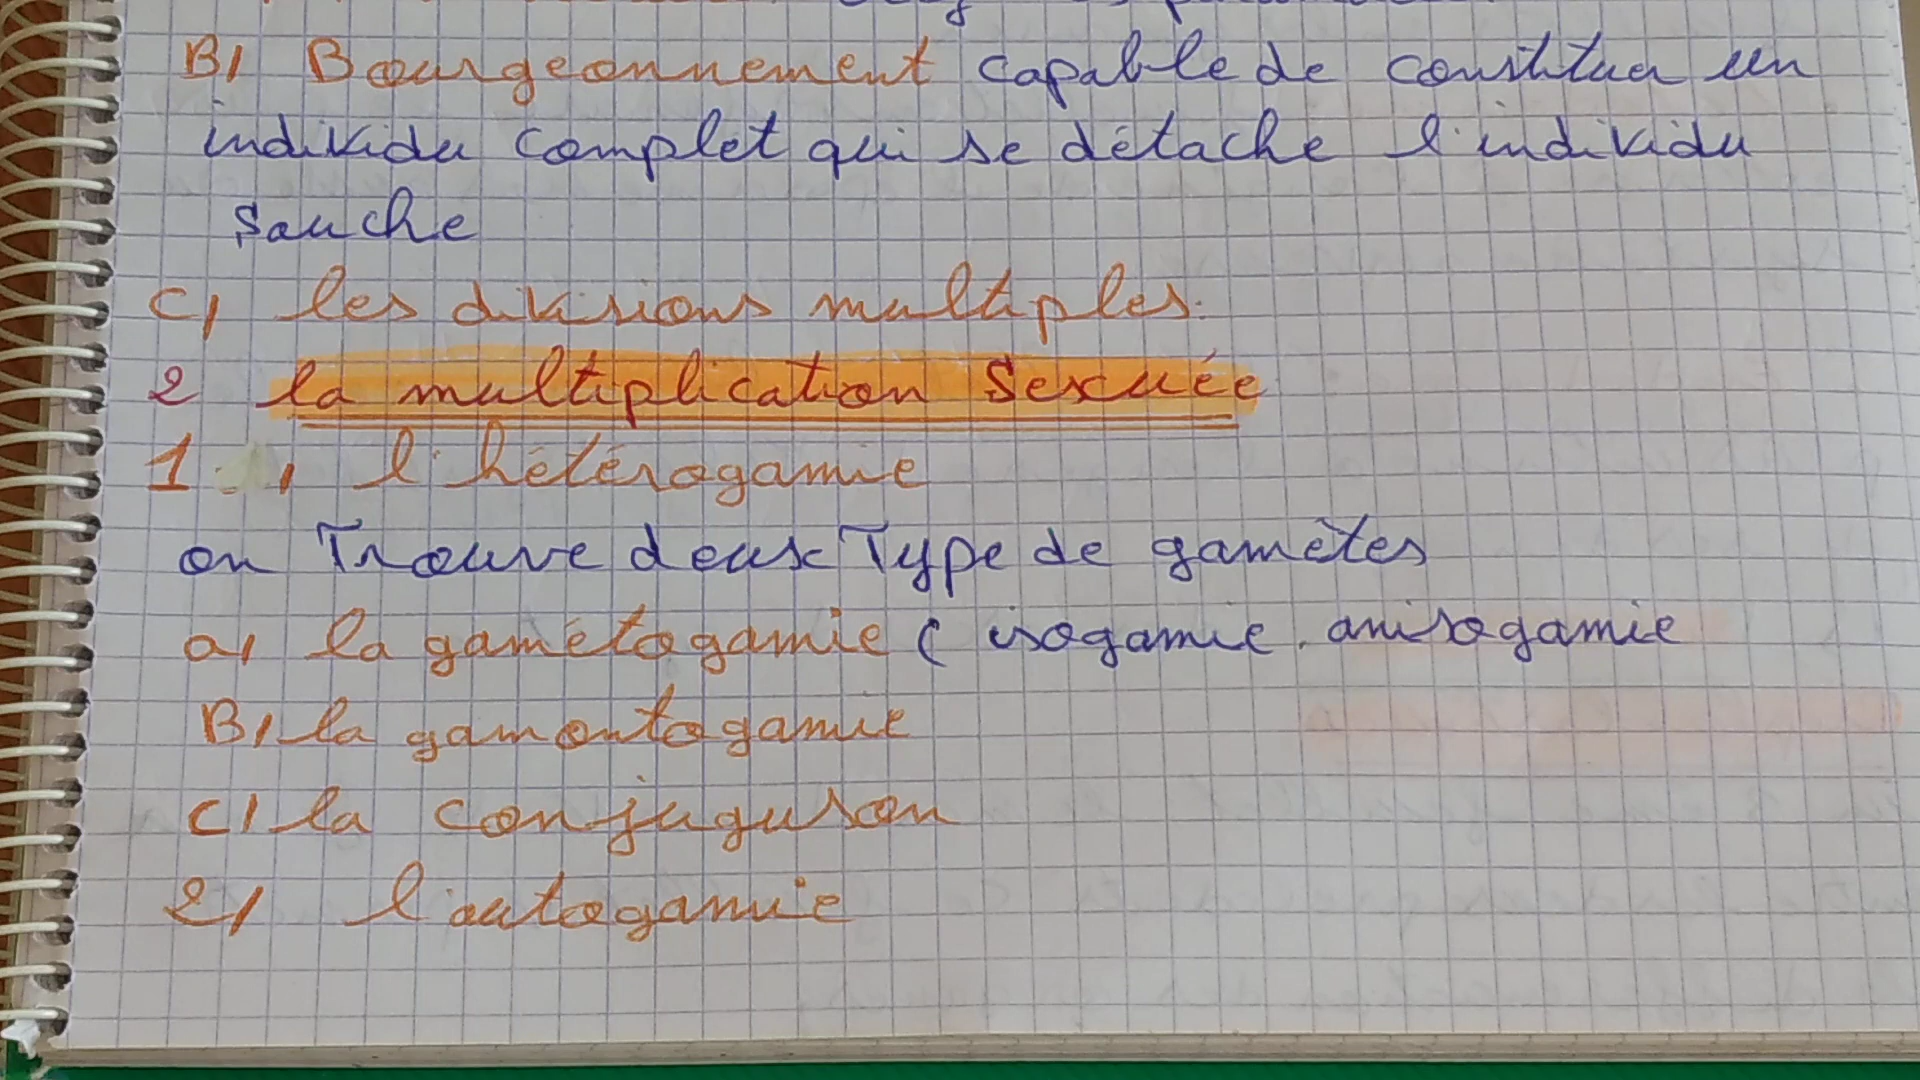 B) Bourgeonnement capable de constituer un
individu complet qui se détache l'individu
souche
C) les divisions multiples.
2 la multiplication sexuée
1 ) l'hétérogamie
on Trouve deux Type de gamètes
a) la gamétogamie ( isogamie. anisogamie
B) la gamontogamie
C) la conjuguison
2) l'autogamie